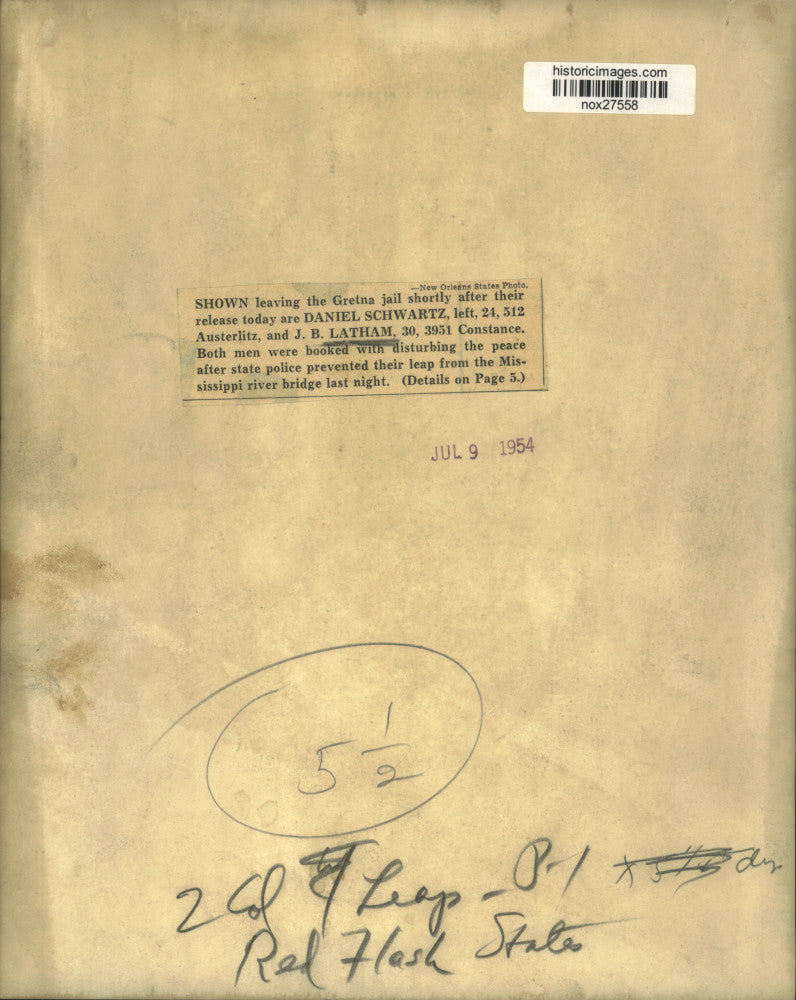 historicimages.com
nox27558
—New Orleans States Photo.
SHOWN leaving the Gretna jail shortly after their
release today are DANIEL SCHWARTZ, left, 24, 512
Austerlitz, and J. B. LATHAM, 30, 3951 Constance.
Both men were booked with disturbing the peace
after state police prevented their leap from the Mis-
sissippi river bridge last night. (Details on Page 5.)
JUL 9 1954
5 1/2
2 Col Leap - P-1 x
Red Flash States